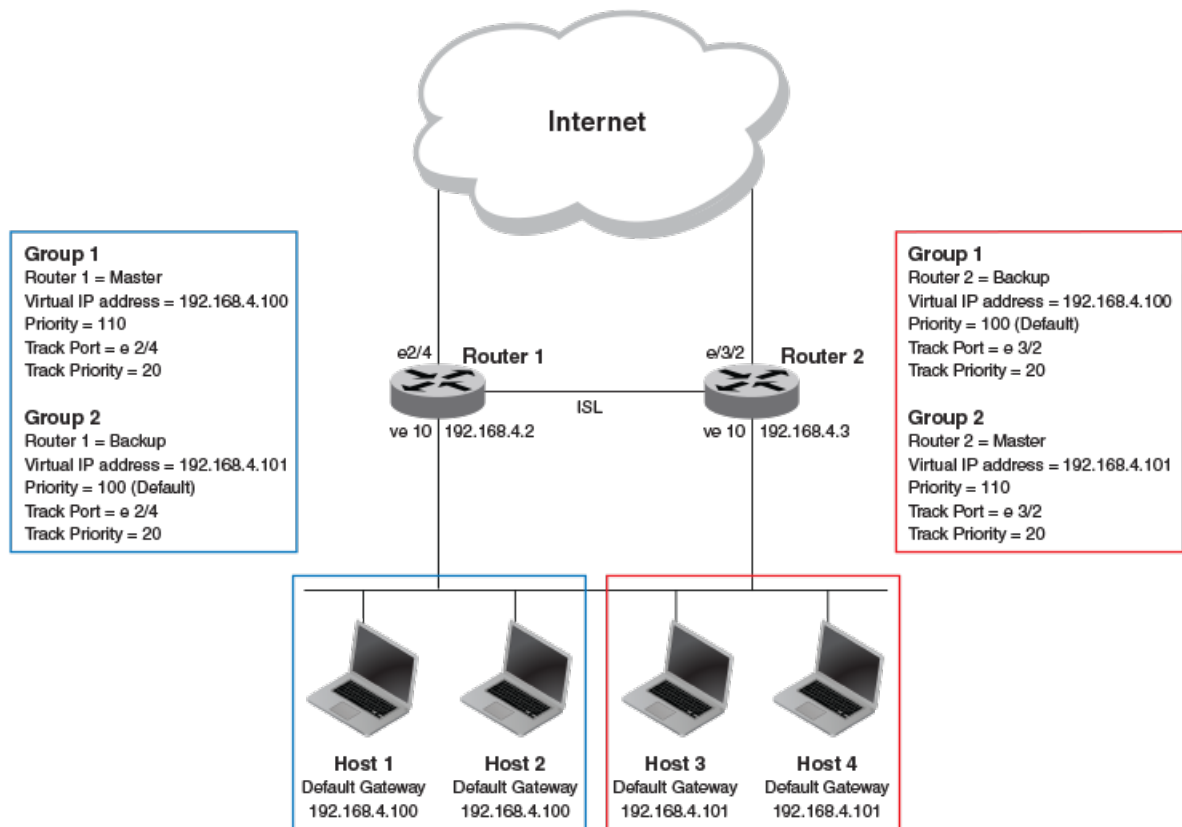 Internet
Group 1
Router 1 = Master
Virtual IP address = 192.168.4.100
Priority = 110
Track Port = e 2/4
Track Priority = 20
Group 2
Router 1 = Backup
Virtual IP address = 192.168.4.101
Priority = 100 (Default)
Track Port = e 2/4
Track Priority = 20
Group 1
Router 2 = Backup
Virtual IP address = 192.168.4.100
Priority = 100 (Default)
Track Port = e 3/2
Track Priority = 20
Group 2
Router 2 = Master
Virtual IP address = 192.168.4.101
Priority = 110
Track Port = e 3/2
Track Priority = 20
e2/4
Router 1
e/3/2
Router 2
ISL
ve 10
192.168.4.2
ve 10
192.168.4.3
Host 1
Default Gateway
192.168.4.100
Host 2
Default Gateway
192.168.4.100
Host 3
Default Gateway
192.168.4.101
Host 4
Default Gateway
192.168.4.101